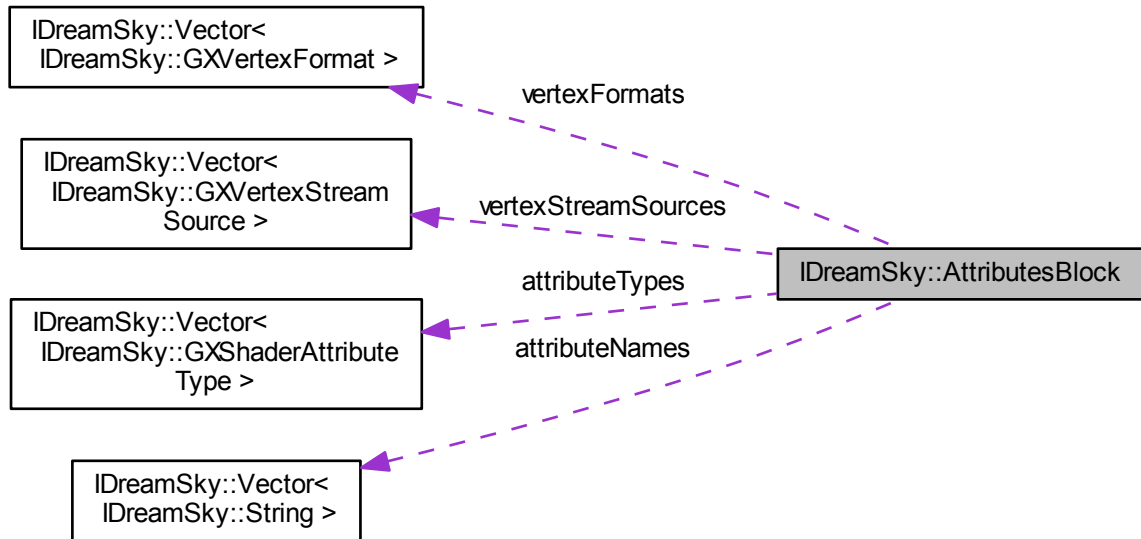 IDreamSky::Vector<
IDreamSky::GXVertexFormat >
vertexFormats
IDreamSky::Vector<
IDreamSky::GXVertexStream
Source >
vertexStreamSources
IDreamSky::AttributesBlock
attributeTypes
IDreamSky::Vector<
IDreamSky::GXShaderAttribute
Type >
attributeNames
IDreamSky::Vector<
IDreamSky::String >